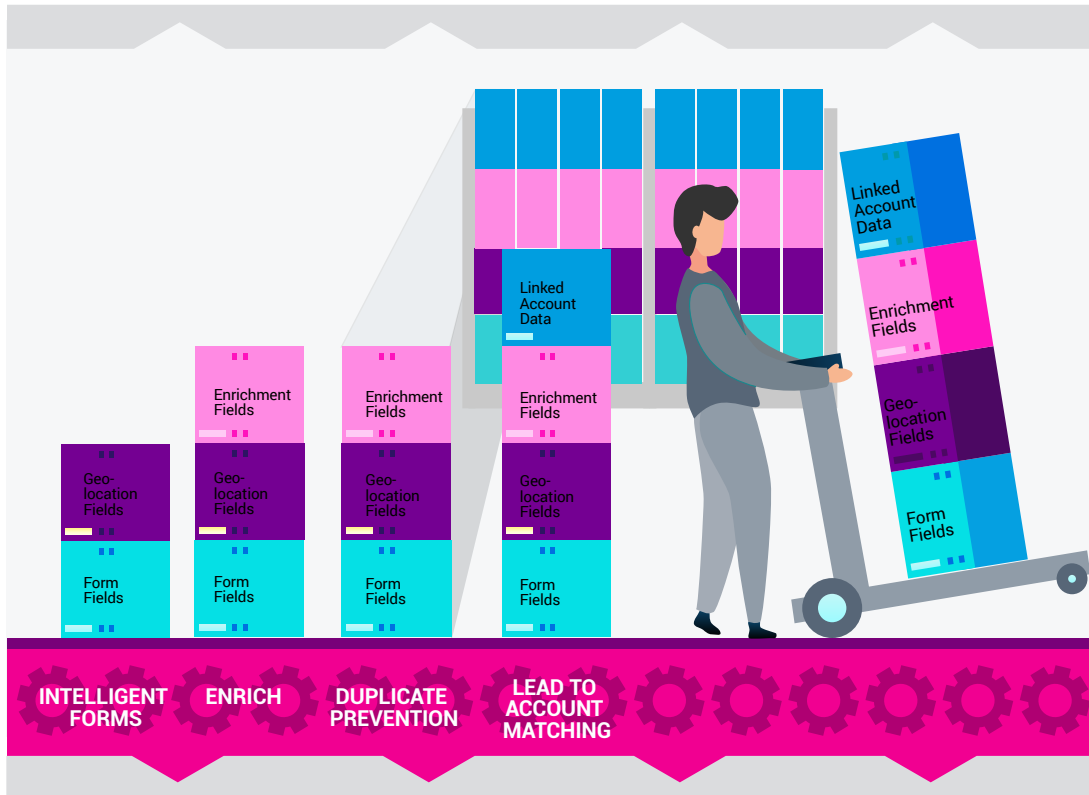 Geo-
location
Fields
Form
Fields
Enrichment
Fields
Geo-
location
Fields
Form
Fields
Enrichment
Fields
Geo-
location
Fields
Form
Fields
Linked
Account
Data
Enrichment
Fields
Geo-
location
Fields
Form
Fields
Linked
Account
Data
Enrichment
Fields
Geo-
location
Fields
Form
Fields
INTELLIGENT
FORMS
ENRICH
DUPLICATE
PREVENTION
LEAD TO
ACCOUNT
MATCHING